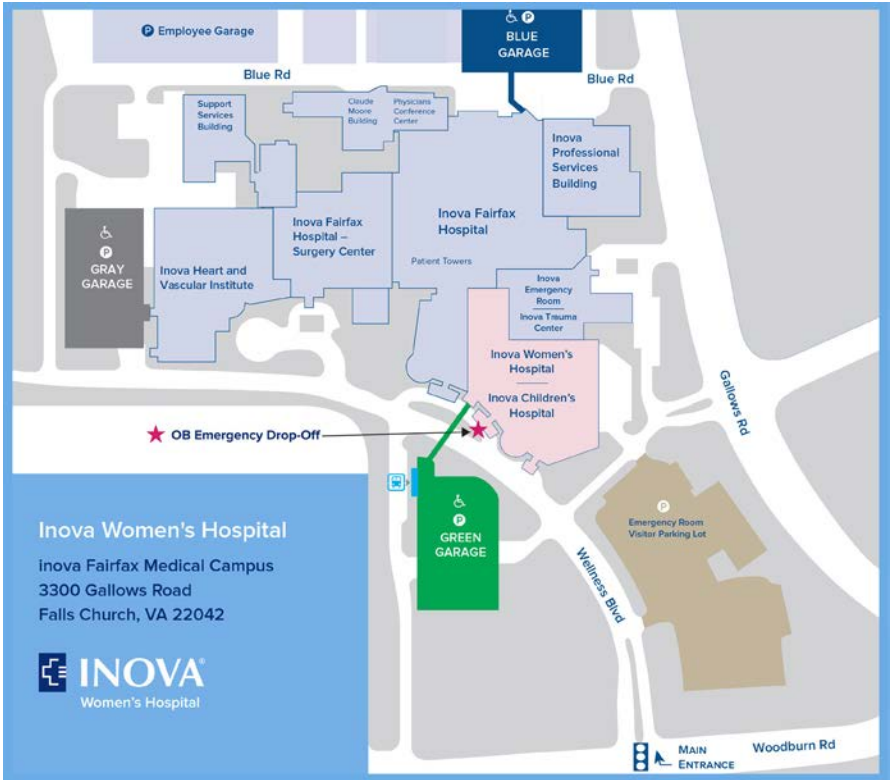 P Employee Garage
P
BLUE
GARAGE
Blue Rd
Blue Rd
Support
Services
Building
Claude
Moore
Building
Physicians
Conference
Center
Inova
Professional
Services
Building
Inova Fairfax
Hospital –
Surgery Center
Inova Fairfax
Hospital
Patient Towers
P
GRAY
GARAGE
Inova Heart and
Vascular Institute
Inova
Emergency
Room
Inova Trauma
Center
Inova Women's
Hospital
Inova Children's
Hospital
Gallows Rd
OB Emergency Drop-Off
P
GREEN
GARAGE
P
Emergency Room
Visitor Parking Lot
Wellness Blvd
Inova Women's Hospital
inova Fairfax Medical Campus
3300 Gallows Road
Falls Church, VA 22042
INOVA®
Women's Hospital
MAIN
ENTRANCE
Woodburn Rd